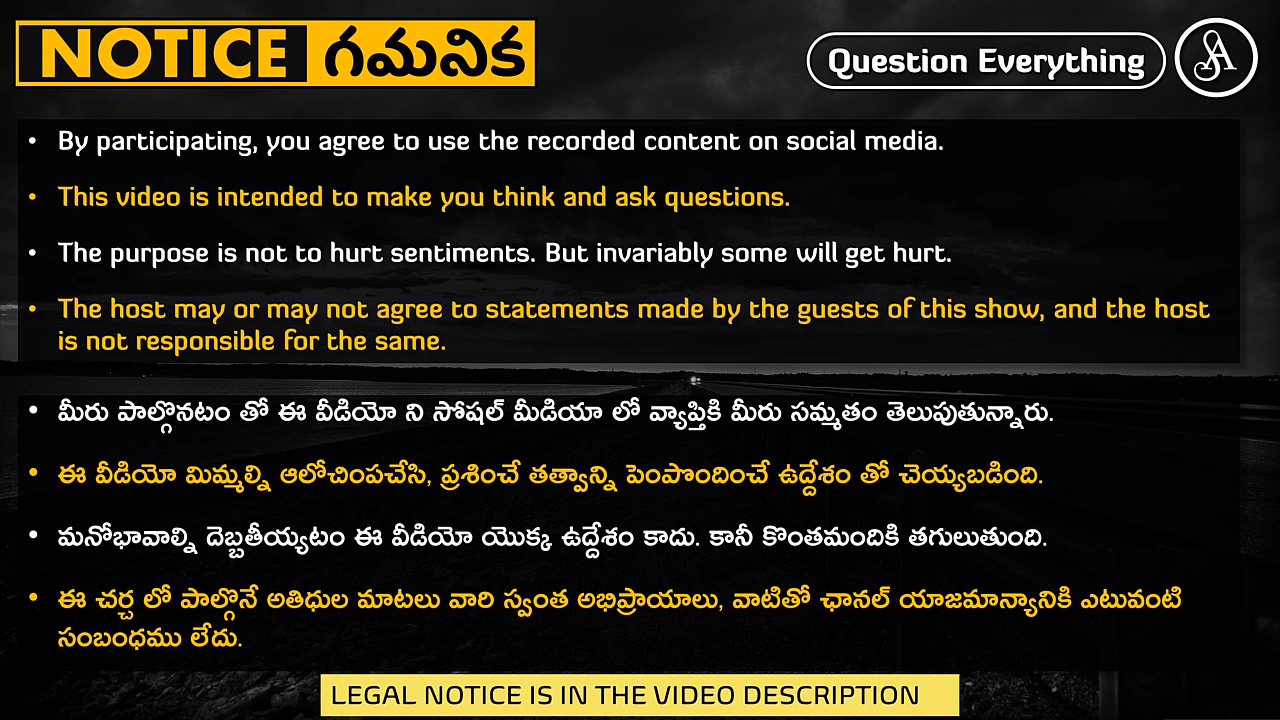 NOTICE గమనిక
Question Everything
• By participating, you agree to use the recorded content on social media.
• This video is intended to make you think and ask questions.
• The purpose is not to hurt sentiments. But invariably some will get hurt.
• The host may or may not agree to statements made by the guests of this show, and the host
is not responsible for the same.
• మీరు పాల్గొనటం తో ఈ వీడియో ని సోషల్ మీడియా లో వ్యాప్తికి మీరు సమ్మతం తెలుపుతున్నారు.
• ఈ వీడియో మిమ్మల్ని ఆలోచింపచేసి, ప్రశించే తత్వాన్ని పెంపొందించే ఉద్దేశం తో చెయ్యబడింది.
• మనోభావాల్ని దెబ్బతీయ్యటం ఈ వీడియో యొక్క ఉద్దేశం కాదు. కానీ కొంతమందికి తగులుతుంది.
• ఈ చర్చ లో పాల్గొనే అతిధుల మాటలు వారి స్వంత అభిప్రాయాలు, వాటితో ఛానల్ యాజమాన్యానికి ఎటువంటి
సంబంధము లేదు.
LEGAL NOTICE IS IN THE VIDEO DESCRIPTION